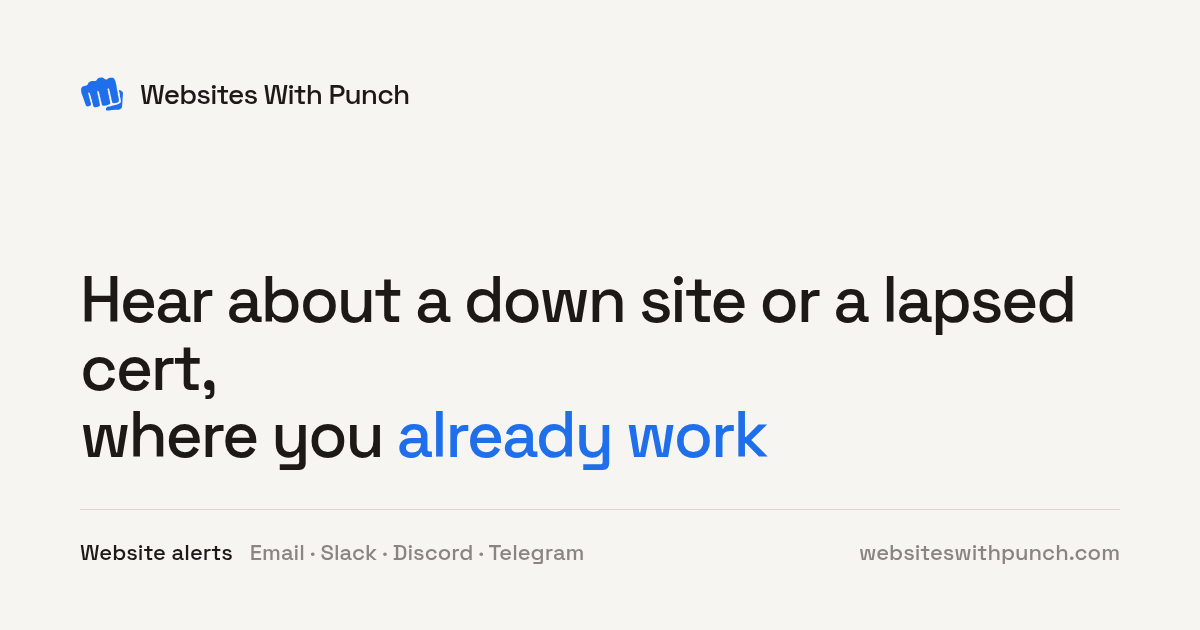 Websites With Punch
Hear about a down site or a lapsed
cert,
where you already work
Website alerts Email · Slack · Discord · Telegram
websiteswithpunch.com